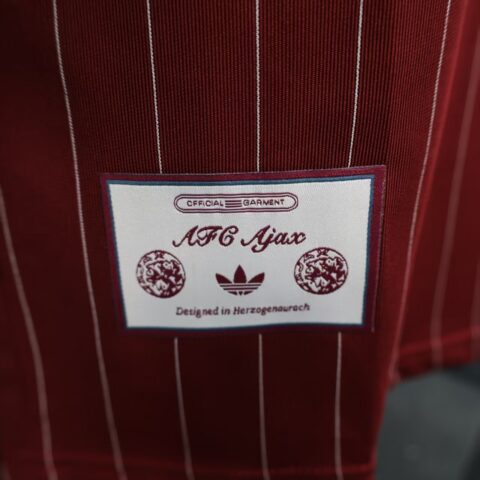 OFFICIAL GARMENT
AFC Ajax
Designed in Herzogenaurach